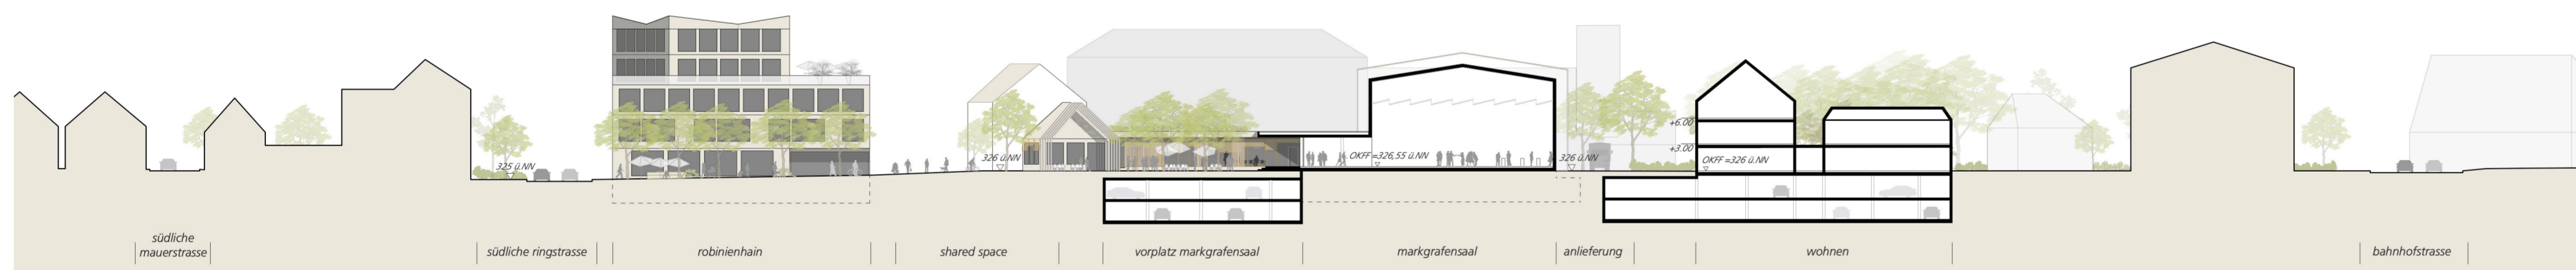 +6.00
326 ü.NN
OKFF =326,55 ü.NN
326 ü.NN
+3.00
OKFF =326 ü.NN
325 ü.NN
südliche
mauerstrasse
südliche ringstrasse
robinienhain
shared space
vorplatz markgrafensaal
markgrafensaal
anlieferung
wohnen
bahnhofstrasse